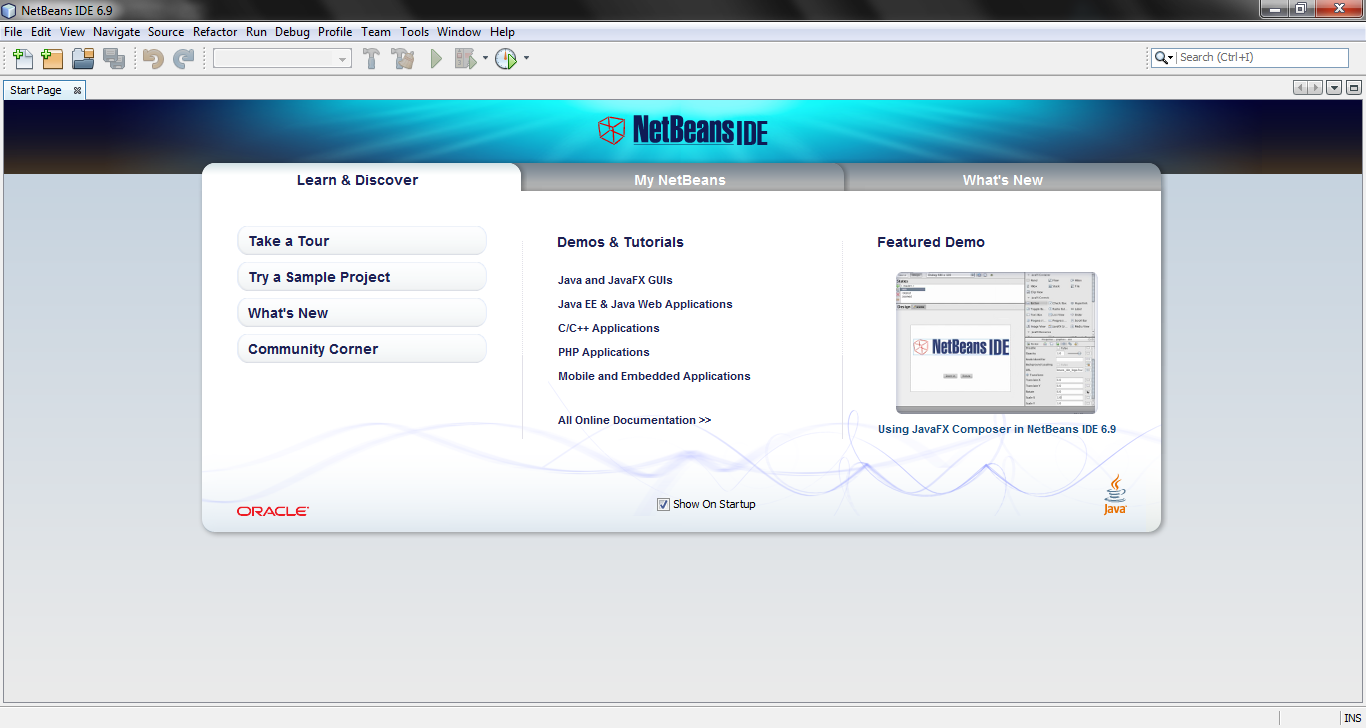 NetBeans IDE 6.9
File Edit View Navigate Source Refactor Run Debug Profile Team Tools Window Help
Search (Ctrl+I)
Start Page
NetBeans IDE
Learn & Discover
My NetBeans
What's New
Take a Tour
Try a Sample Project
What's New
Community Corner
Demos & Tutorials
Java and JavaFX GUIs
Java EE & Java Web Applications
C/C++ Applications
PHP Applications
Mobile and Embedded Applications
All Online Documentation >>
Featured Demo
NetBeans IDE
Using JavaFX Composer in NetBeans IDE 6.9
ORACLE
Show On Startup
Java
INS